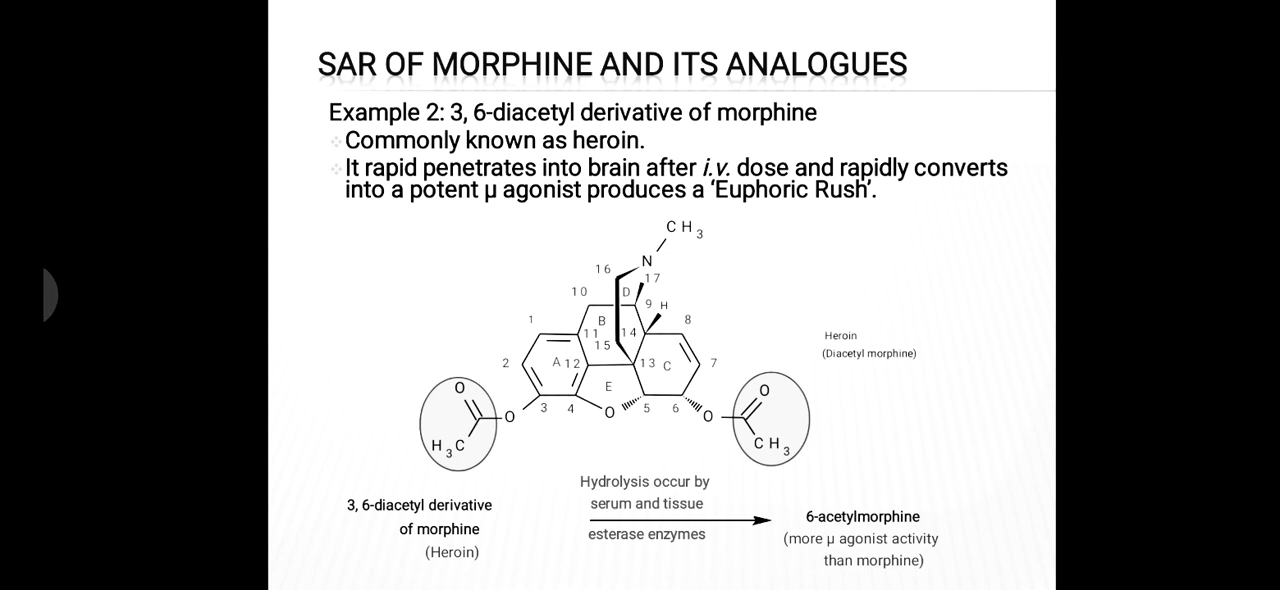 SAR OF MORPHINE AND ITS ANALOGUES
Example 2: 3, 6-diacetyl derivative of morphine
Commonly known as heroin.
It rapid penetrates into brain after i.v. dose and rapidly converts
into a potent μ agonist produces a ‘Euphoric Rush’.
CH3
N
16
17
10
D
9 H
1
B
8
11
14
15
Heroin
(Diacetyl morphine)
2
A 12
13 C
7
E
O
O
3
4
O
5
6
O
O
H3C
CH3
Hydrolysis occur by
serum and tissue
esterase enzymes
3, 6-diacetyl derivative
of morphine
(Heroin)
6-acetylmorphine
(more μ agonist activity
than morphine)